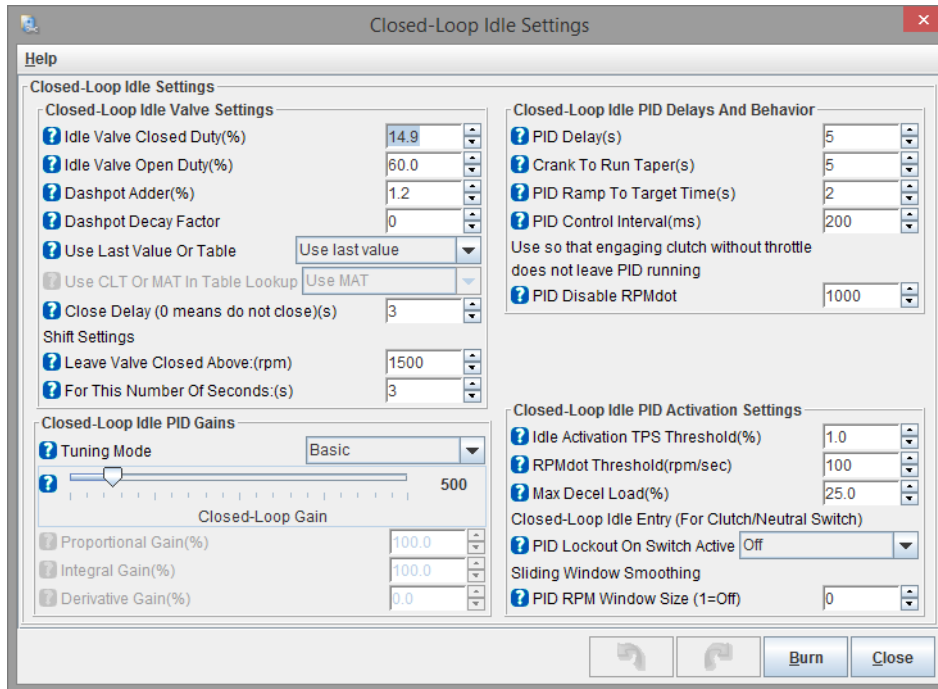 Closed-Loop Idle Settings
Help
Closed-Loop Idle Settings
Closed-Loop Idle Valve Settings
? Idle Valve Closed Duty(%) 14.9
? Idle Valve Open Duty(%) 60.0
? Dashpot Adder(%) 1.2
? Dashpot Decay Factor 0
? Use Last Value Or Table Use last value
? Use CLT Or MAT In Table Lookup Use MAT
? Close Delay (0 means do not close)(s) 3
Shift Settings
? Leave Valve Closed Above:(rpm) 1500
? For This Number Of Seconds:(s) 3
Closed-Loop Idle PID Gains
? Tuning Mode Basic
? 500
Closed-Loop Gain
? Proportional Gain(%) 100.0
? Integral Gain(%) 100.0
? Derivative Gain(%) 0.0
Closed-Loop Idle PID Delays And Behavior
? PID Delay(s) 5
? Crank To Run Taper(s) 5
? PID Ramp To Target Time(s) 2
? PID Control Interval(ms) 200
Use so that engaging clutch without throttle
does not leave PID running
? PID Disable RPMdot 1000
Closed-Loop Idle PID Activation Settings
? Idle Activation TPS Threshold(%) 1.0
? RPMdot Threshold(rpm/sec) 100
? Max Decel Load(%) 25.0
Closed-Loop Idle Entry (For Clutch/Neutral Switch)
? PID Lockout On Switch Active Off
Sliding Window Smoothing
? PID RPM Window Size (1=Off) 0
Burn Close